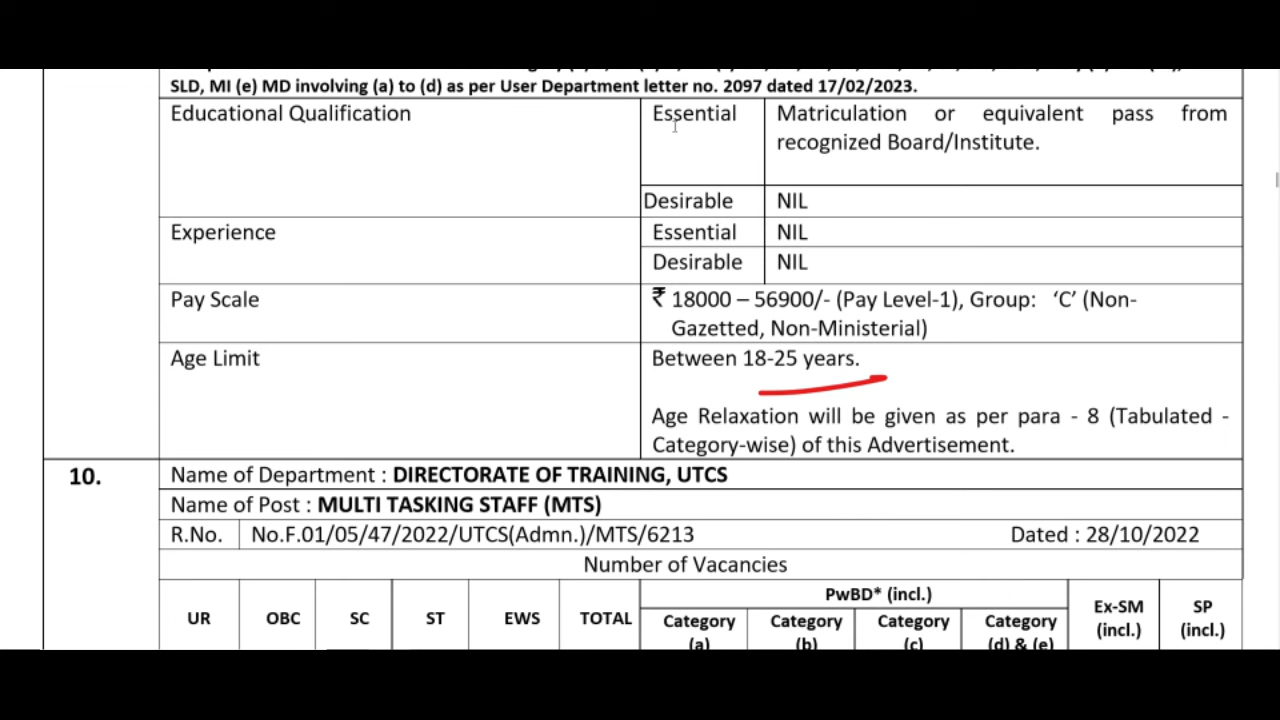 SLD, MI (e) MD involving (a) to (d) as per User Department letter no. 2097 dated 17/02/2023.
Educational Qualification Essential Matriculation or equivalent pass from
recognized Board/Institute.
Desirable NIL
Experience Essential NIL
Desirable NIL
Pay Scale ₹ 18000 – 56900/- (Pay Level-1), Group: ‘C’ (Non-
Gazetted, Non-Ministerial)
Age Limit Between 18-25 years.
Age Relaxation will be given as per para - 8 (Tabulated -
Category-wise) of this Advertisement.
10. Name of Department : DIRECTORATE OF TRAINING, UTCS
Name of Post : MULTI TASKING STAFF (MTS)
R.No. No.F.01/05/47/2022/UTCS(Admn.)/MTS/6213 Dated : 28/10/2022
Number of Vacancies
UR OBC SC ST EWS TOTAL PwBD* (incl.) Ex-SM SP
(incl.) (incl.)
Category Category Category Category
(a) (b) (c) (d) & (e)